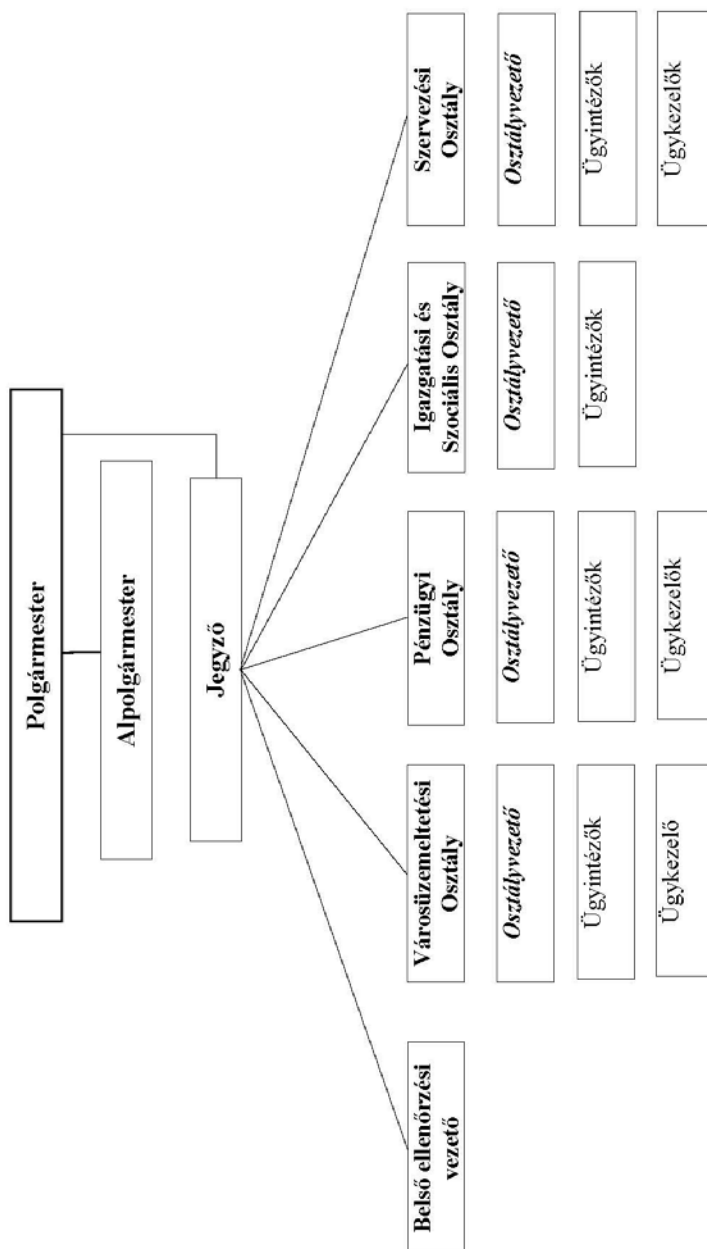 Polgármester
Alpolgármester
Jegyző
Belső ellenőrzési
vezető
Városüzemeltetési
Osztály
Osztályvezető
Ügyintézők
Ügykezelő
Pénzügyi
Osztály
Osztályvezető
Ügyintézők
Ügykezelők
Igazgatási és
Szociális Osztály
Osztályvezető
Ügyintézők
Szervezési
Osztály
Osztályvezető
Ügyintézők
Ügykezelők